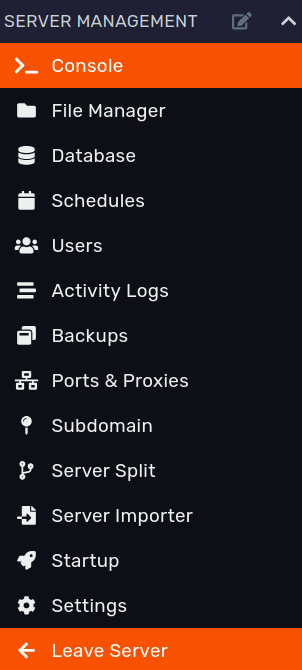 SERVER MANAGEMENT
Console
File Manager
Database
Schedules
Users
Activity Logs
Backups
Ports & Proxies
Subdomain
Server Split
Server Importer
Startup
Settings
Leave Server